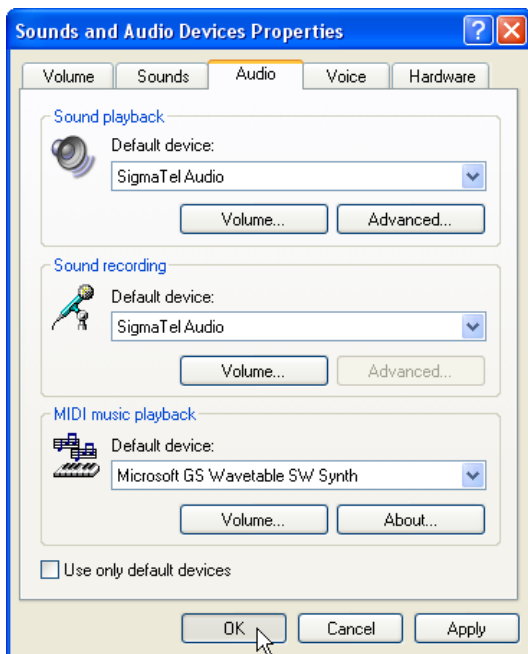 Sounds and Audio Devices Properties
Volume Sounds Audio Voice Hardware
Sound playback
Default device:
SigmaTel Audio
Volume... Advanced...
Sound recording
Default device:
SigmaTel Audio
Volume... Advanced...
MIDI music playback
Default device:
Microsoft GS Wavetable SW Synth
Volume... About...
Use only default devices
OK Cancel Apply